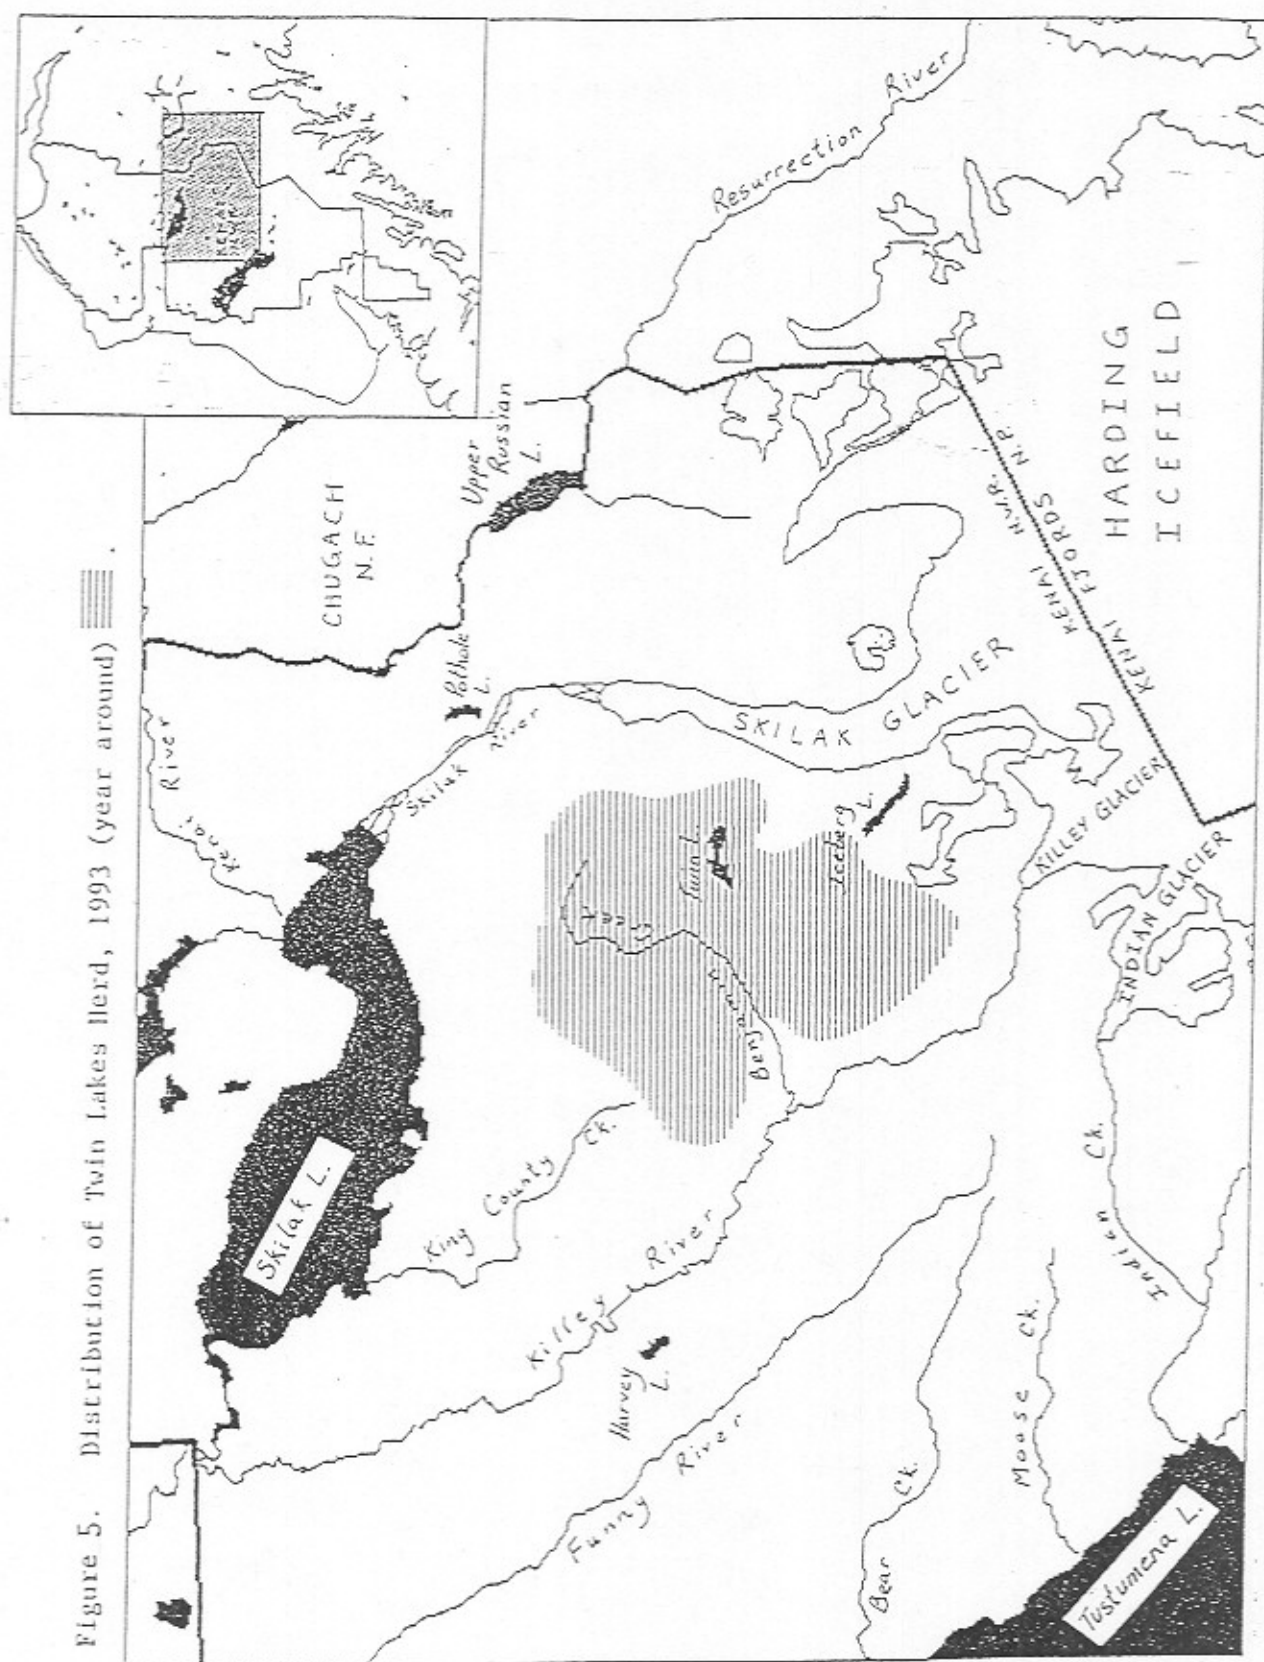 Figure 5. Distribution of Twin Lakes Herd, 1993 (year around) .
Kenai
River
CHUGACH
N.F.
Upper
Russian
L.
Resurrection
River
Skilak L.
Pothole
L.
Skilak
River
King
County
Ck.
Twin L.
Iceberg
L.
Benjamin
SKILAK
GLACIER
Killey
River
Harvey
L.
Funny
River
KENAI
N.W.R.
KENAI
FJORDS
N.P.
KENAI
HARDING
ICEFIELD
KILLEY GLACIER
INDIAN GLACIER
Bear
Ck.
Moose
Ck.
Indian
Ck.
Tustumena L.